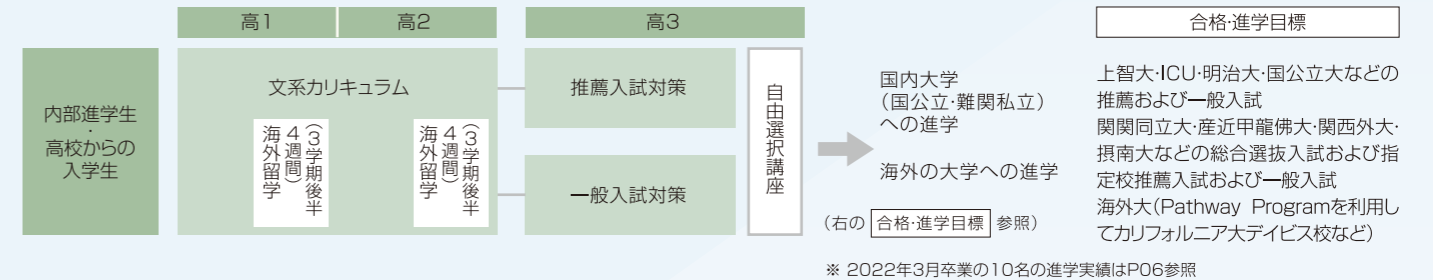 高1
高2
高3
合格・進学目標
内部進学生
・
高校からの
入学生
文系カリキュラム
海外留学
4週間)
(3学期後半
海外留学
4週間)
(3学期後半
推薦入試対策
一般入試対策
自由選択講座
国内大学
(国公立・難関私立)
への進学
海外の大学への進学
(右の 合格・進学目標 参照)
上智大・ICU・明治大・国公立大などの
推薦および一般入試
関関同立大・産近甲龍佛大・関西外大・
摂南大などの総合選抜入試および指
定校推薦入試および一般入試
海外大(Pathway Programを利用し
てカリフォルニア大デイビス校など)
※ 2022年3月卒業の10名の進学実績はP06参照